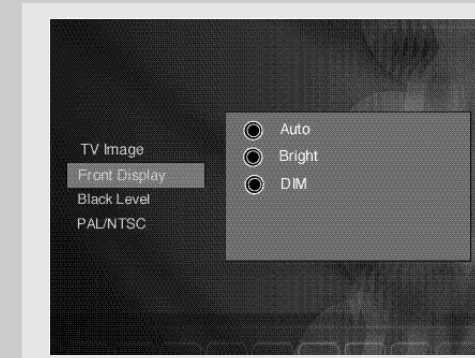 TV Image
Front Display
Black Level
PAL/NTSC
Auto
Bright
DIM